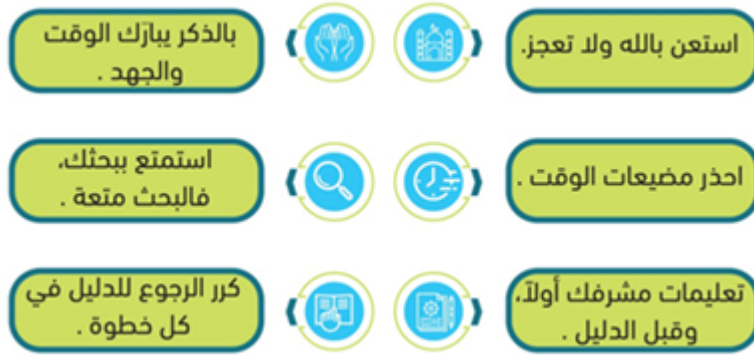 استعن بالله ولا تعجز.
بالذكر يبارَك الوقت
والجهد .
احذر مضيعات الوقت .
استمتع ببحثك،
فالبحث متعة .
تعليمات مشرفك أولاً،
وقبل الدليل .
كرر الرجوع للدليل في
كل خطوة .